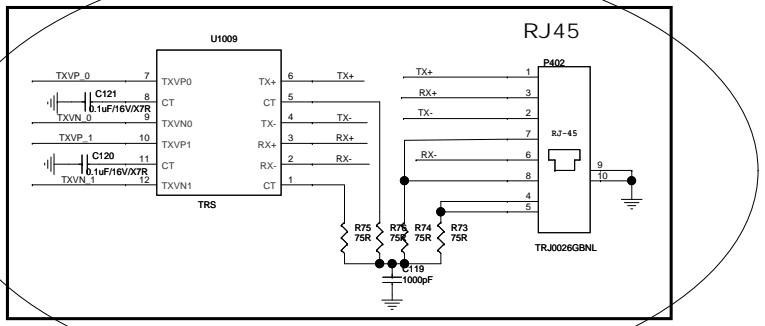 RJ45
U1009
P402
TXVP_0 7 TXVP0 TX+ 6 TX+
C121
0.1uF/16V/X7R
8 CT CT 5
TXVN_0 9 TXVN0 TX- 4 TX-
TXVP_1 10 TXVP1 RX+ 3 RX+
C120
0.1uF/16V/X7R
11 CT RX- 2 RX-
TXVN_1 12 TXVN1 CT 1
TRS
TX+ 1
RX+ 3
TX- 2
7
RJ-45
RX- 6
8
9
10
4
5
R75
75R
R76
75R
R74
75R
R73
75R
TRJ0026GBNL
C119
1000pF